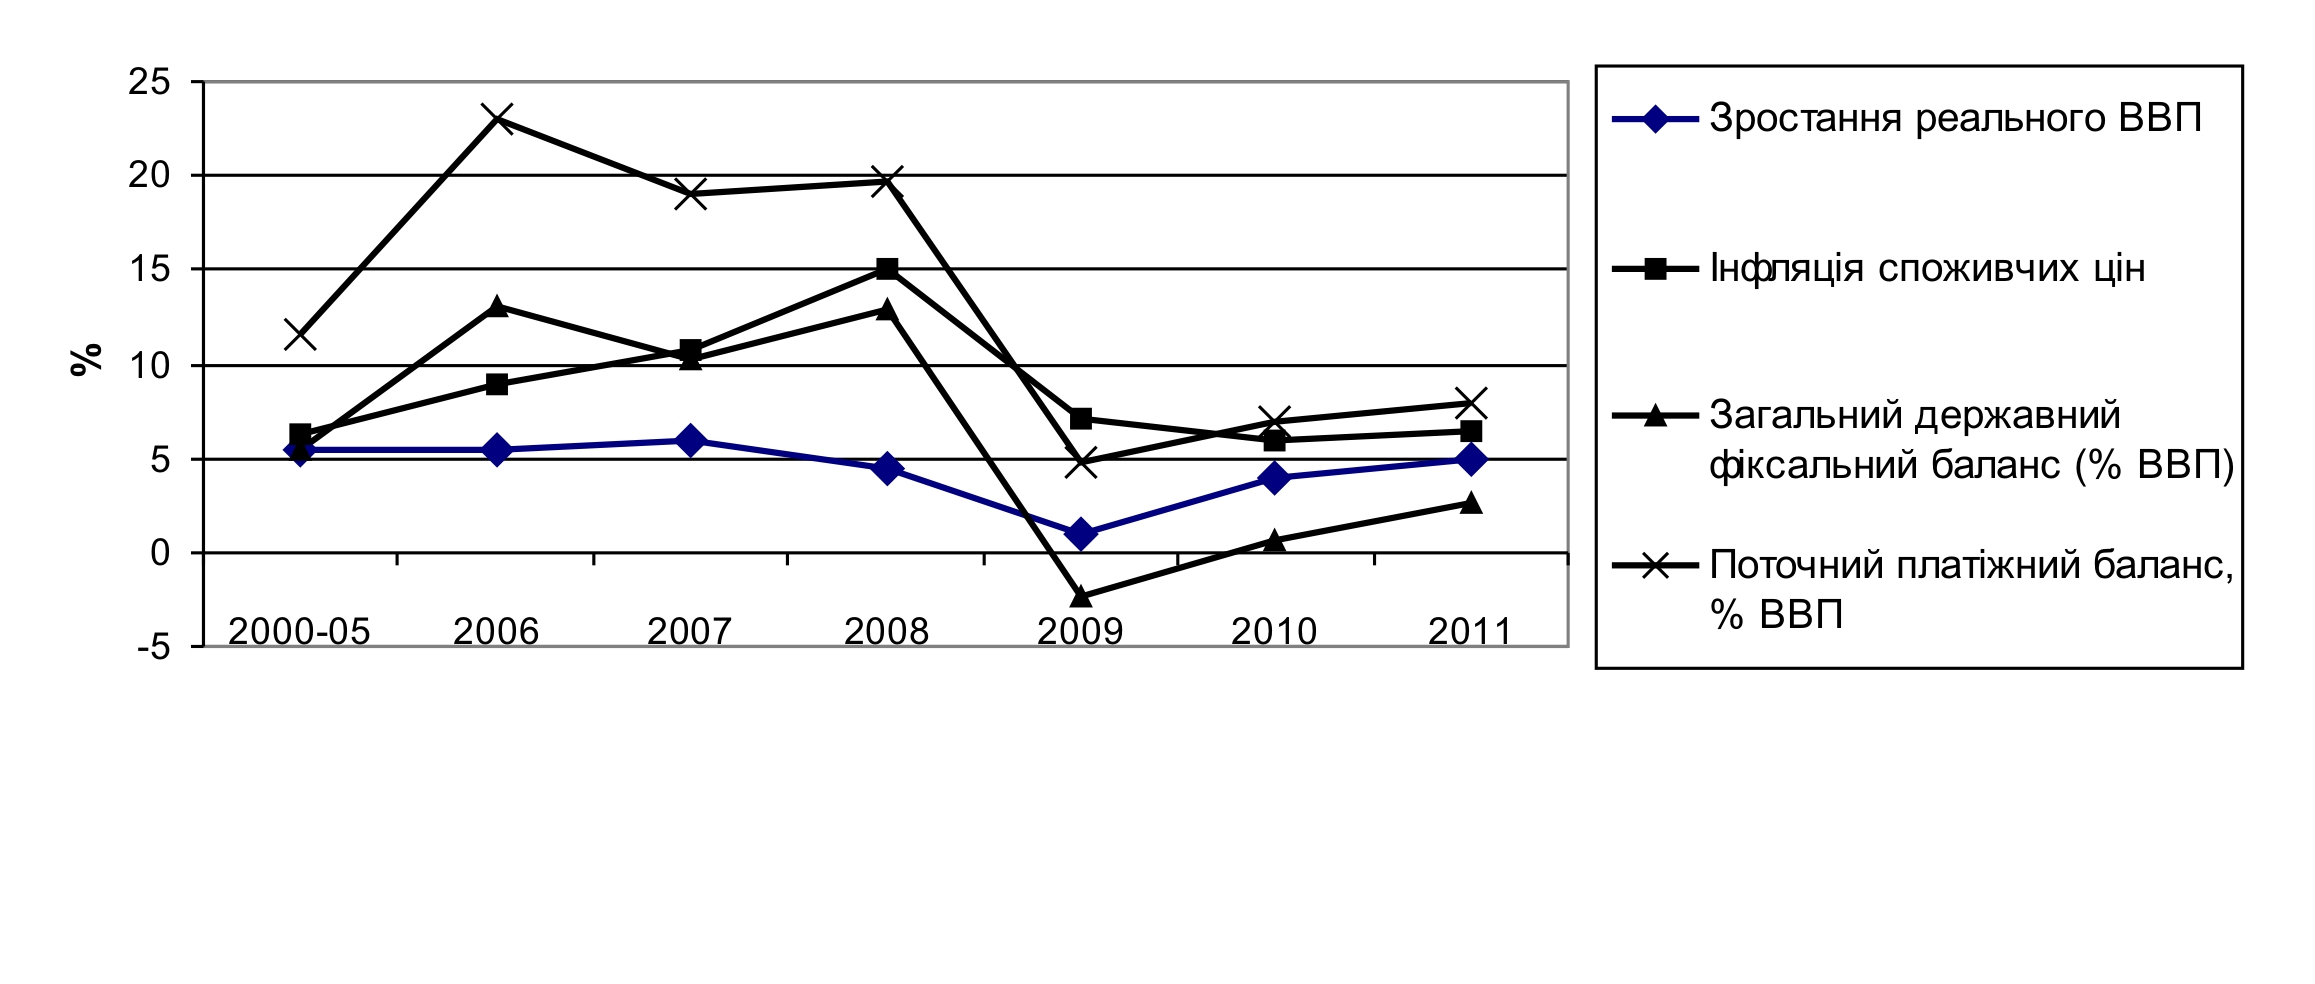 25
20
15
10
5
0
-5
%
2000-05 2006 2007 2008 2009 2010 2011
Зростання реального ВВП
Інфляція споживчих цін
Загальний державний
фіксальний баланс (% ВВП)
Поточний платіжний баланс,
% ВВП